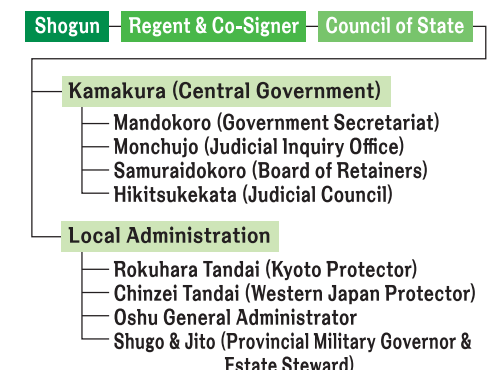 Shogun Regent & Co-Signer Council of State
Kamakura (Central Government)
Mandokoro (Government Secretariat)
Monchujo (Judicial Inquiry Office)
Samuraidokoro (Board of Retainers)
Hikitsukekata (Judicial Council)
Local Administration
Rokuhara Tandai (Kyoto Protector)
Chinzei Tandai (Western Japan Protector)
Oshu General Administrator
Shugo & Jito (Provincial Military Governor &
Estate Steward)